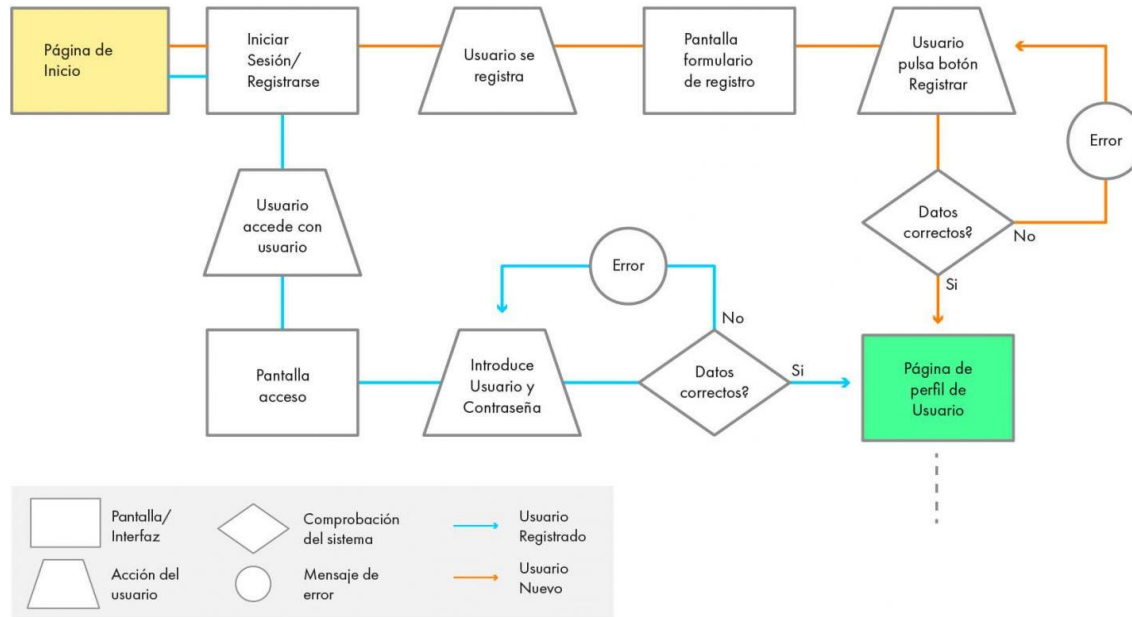 Página de
Inicio
Iniciar
Sesión/
Registrarse
Usuario se
registra
Pantalla
formulario
de registro
Usuario
pulsa botón
Registrar
Error
Datos
correctos?
No
Si
Usuario
accede con
usuario
Error
No
Pantalla
acceso
Introduce
Usuario y
Contraseña
Datos
correctos?
Si
Página de
perfil de
Usuario
Pantalla/
Interfaz
Comprobación
del sistema
Usuario
Registrado
Acción del
usuario
Mensaje de
error
Usuario
Nuevo